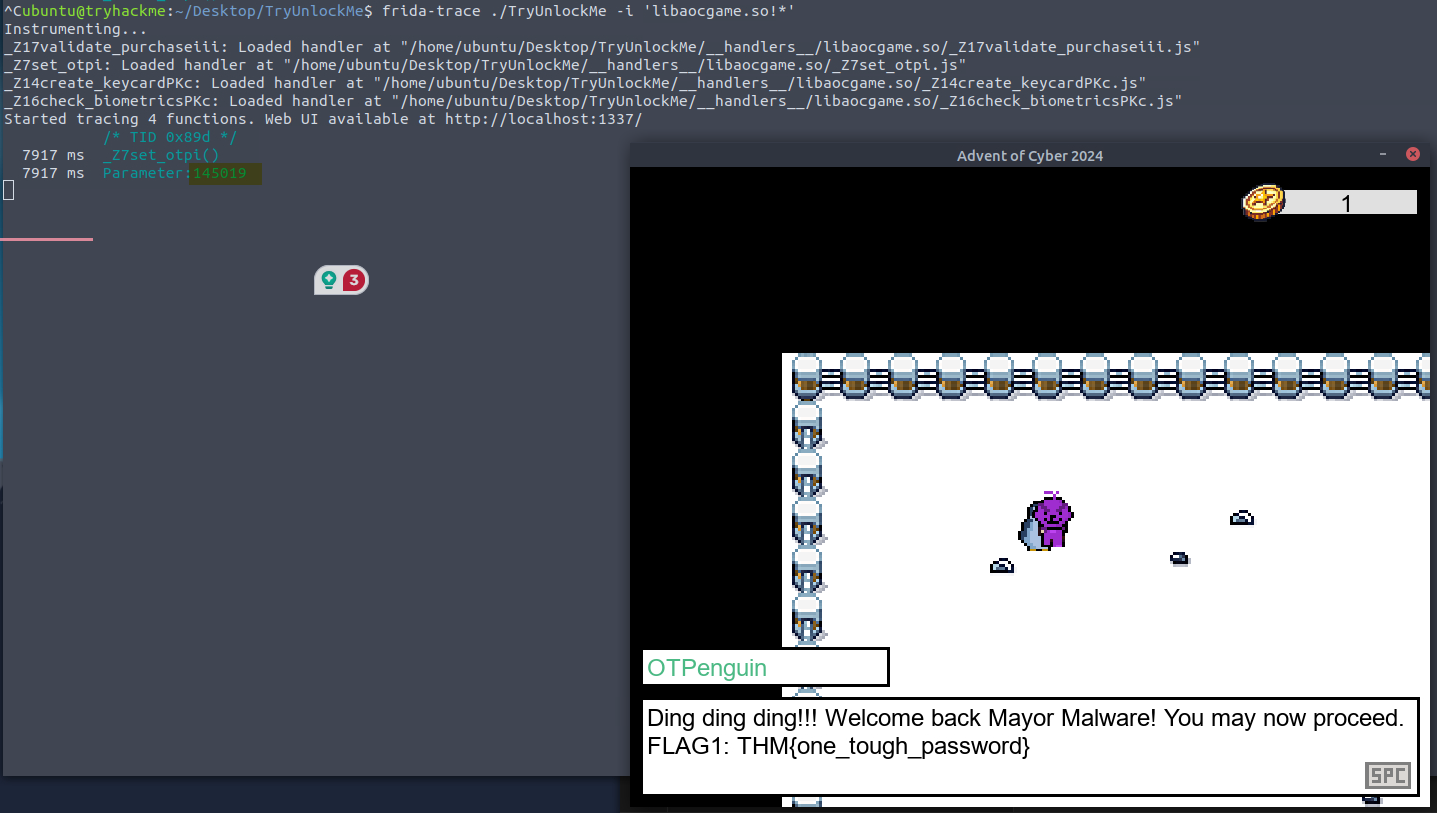 ^Cubuntu@tryhackme:~/Desktop/TryUnlockMe$ frida-trace ./TryUnlockMe -i 'libaocgame.so!*'
Instrumenting...
_Z17validate_purchaseiii: Loaded handler at "/home/ubuntu/Desktop/TryUnlockMe/__handlers__/libaocgame.so/_Z17validate_purchaseiii.js"
_Z7set_otpi: Loaded handler at "/home/ubuntu/Desktop/TryUnlockMe/__handlers__/libaocgame.so/_Z7set_otpi.js"
_Z14create_keycardPKc: Loaded handler at "/home/ubuntu/Desktop/TryUnlockMe/__handlers__/libaocgame.so/_Z14create_keycardPKc.js"
_Z16check_biometricsPKc: Loaded handler at "/home/ubuntu/Desktop/TryUnlockMe/__handlers__/libaocgame.so/_Z16check_biometricsPKc.js"
Started tracing 4 functions. Web UI available at http://localhost:1337/
/* TID 0x89d */
7917 ms  _Z7set_otpi()
7917 ms  Parameter:145019
3
Advent of Cyber 2024
1
OTPenguin
Ding ding ding!!! Welcome back Mayor Malware! You may now proceed.
FLAG1: THM{one_tough_password}
SPC